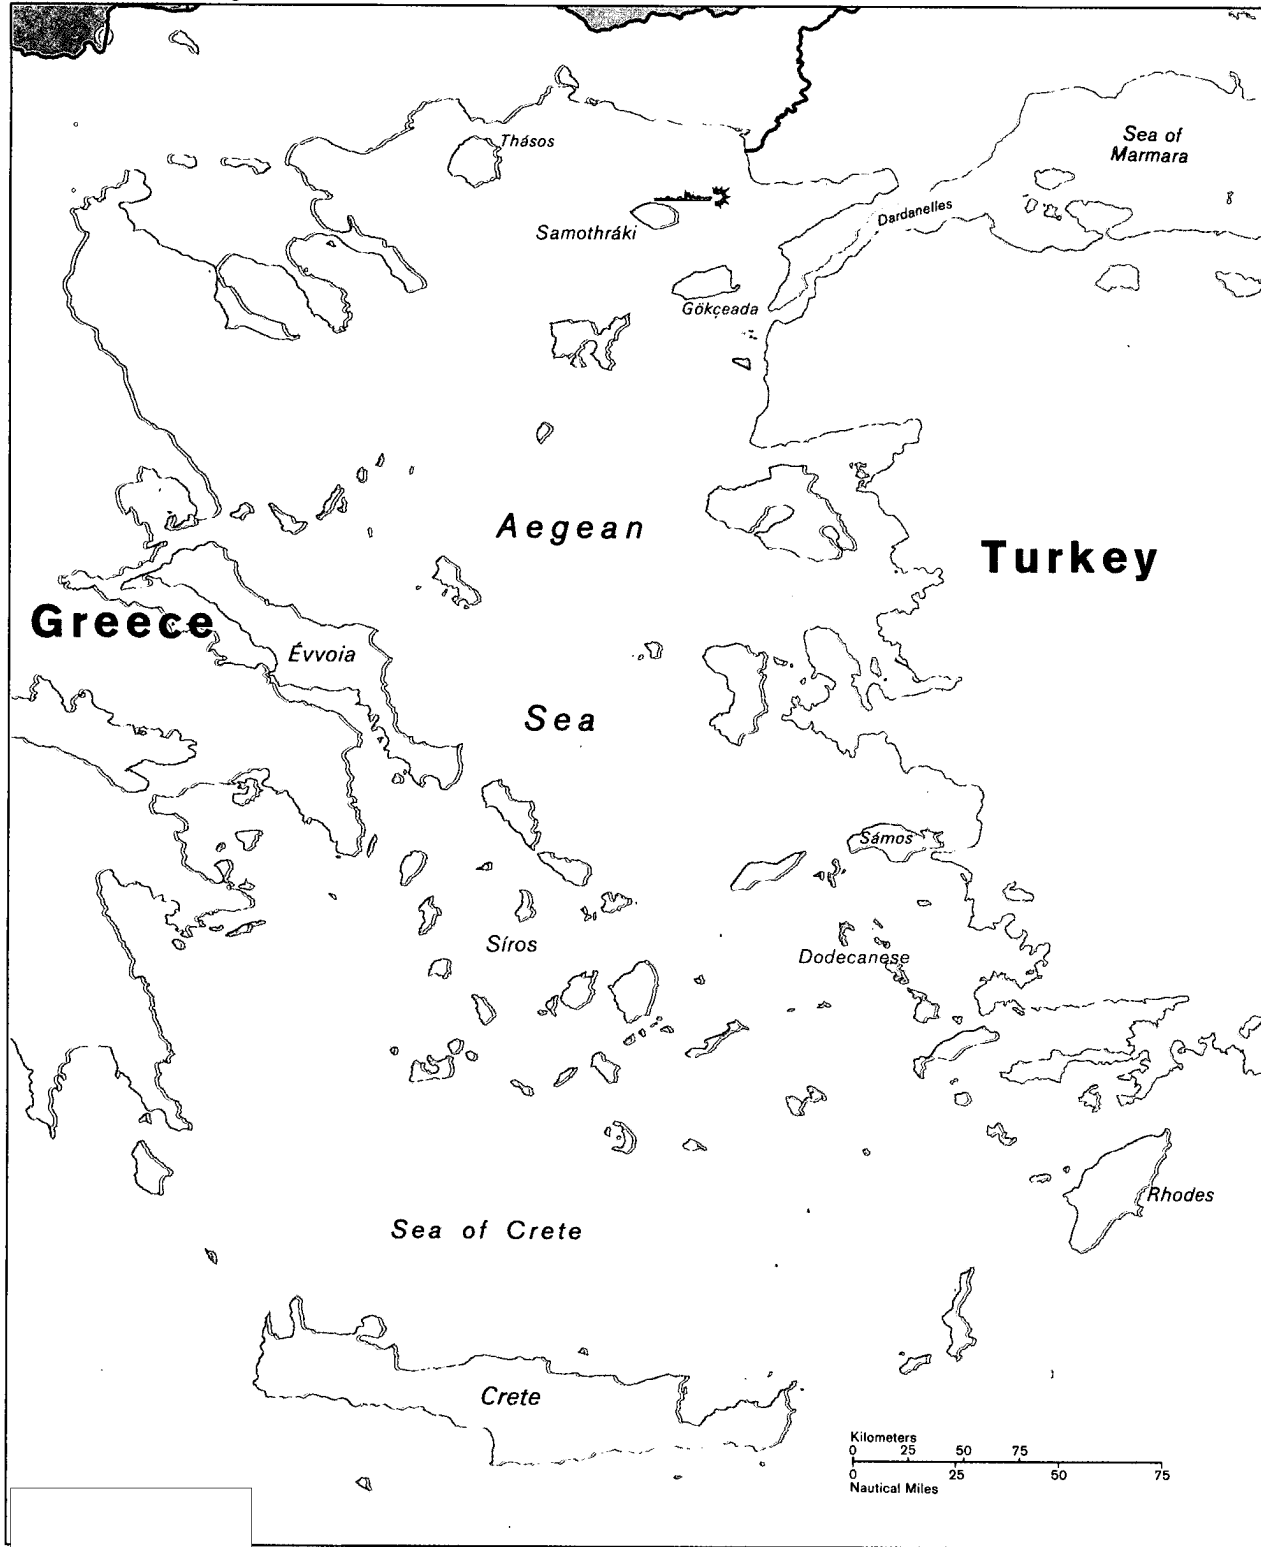 Thásos
Sea of
Marmara
Dardanelles
Samothráki
Gökçeada
Aegean
Turkey
Greece
Évvoia
Sea
Sámos
Síros
Dodecanese
Rhodes
Sea of Crete
Crete
Kilometers
0 25 50 75
0 25 50 75
Nautical Miles